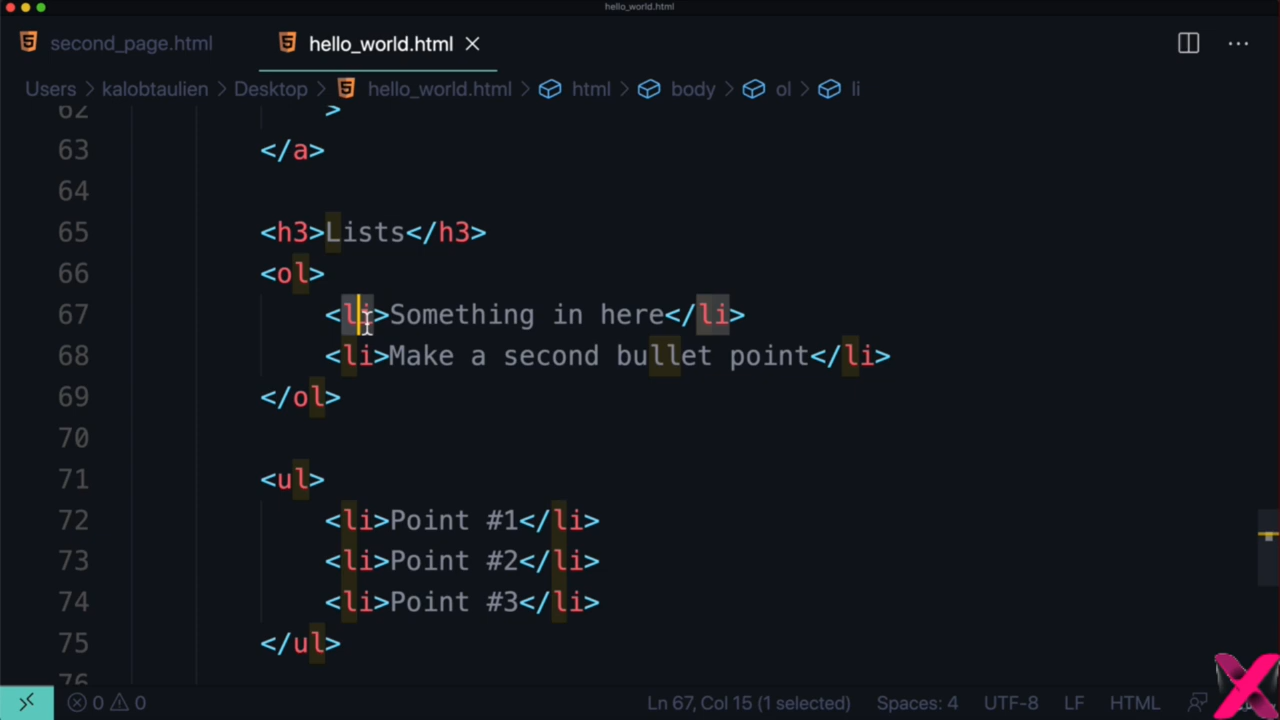 hello_world.html
second_page.html hello_world.html
Users > kalobtaulien > Desktop > hello_world.html > html > body > ol > li
62 >
63 </a>
64
65 <h3>Lists</h3>
66 <ol>
67 <li>Something in here</li>
68 <li>Make a second bullet point</li>
69 </ol>
70
71 <ul>
72 <li>Point #1</li>
73 <li>Point #2</li>
74 <li>Point #3</li>
75 </ul>
76
0 0 Ln 67, Col 15 (1 selected) Spaces: 4 UTF-8 LF HTML